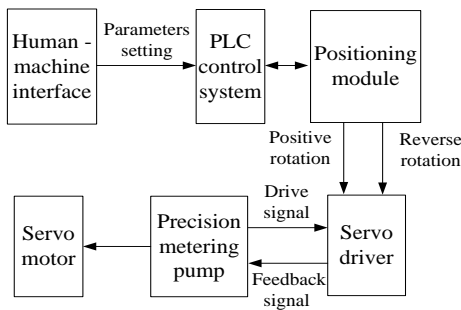 Human -
machine
interface
Parameters
setting
PLC
control
system
Positioning
module
Positive
rotation
Reverse
rotation
Servo
motor
Precision
metering
pump
Drive
signal
Feedback
signal
Servo
driver